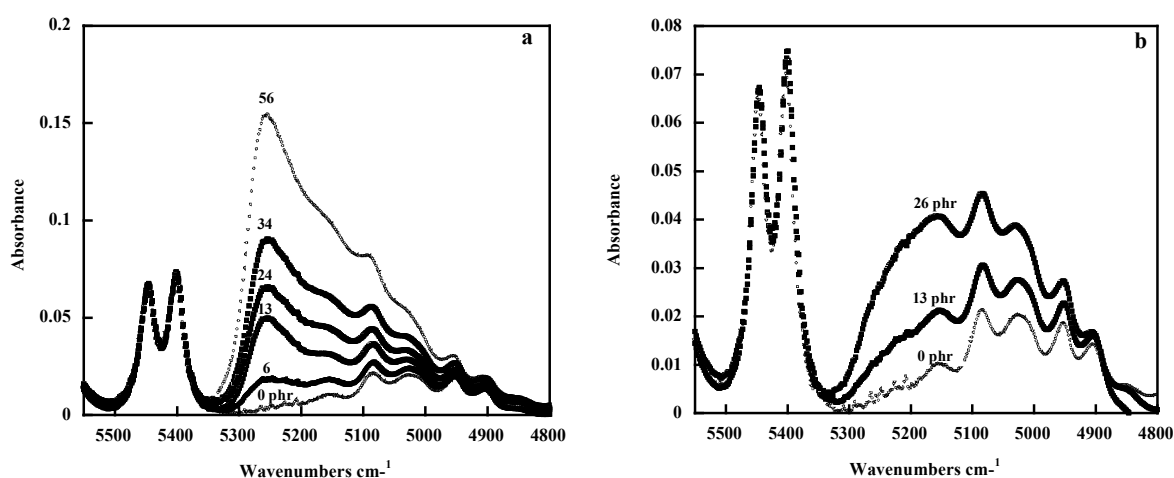 0.2
a
56
0.15
0.1
34
24
0.05
13
6
0 phr
0
5500 5400 5300 5200 5100 5000 4900 4800
Absorbance
Wavenumbers cm-1
0.08
b
0.07
0.06
0.05
26 phr
0.04
0.03
13 phr
0.02
0 phr
0.01
0
5500 5400 5300 5200 5100 5000 4900 4800
Absorbance
Wavenumbers cm-1